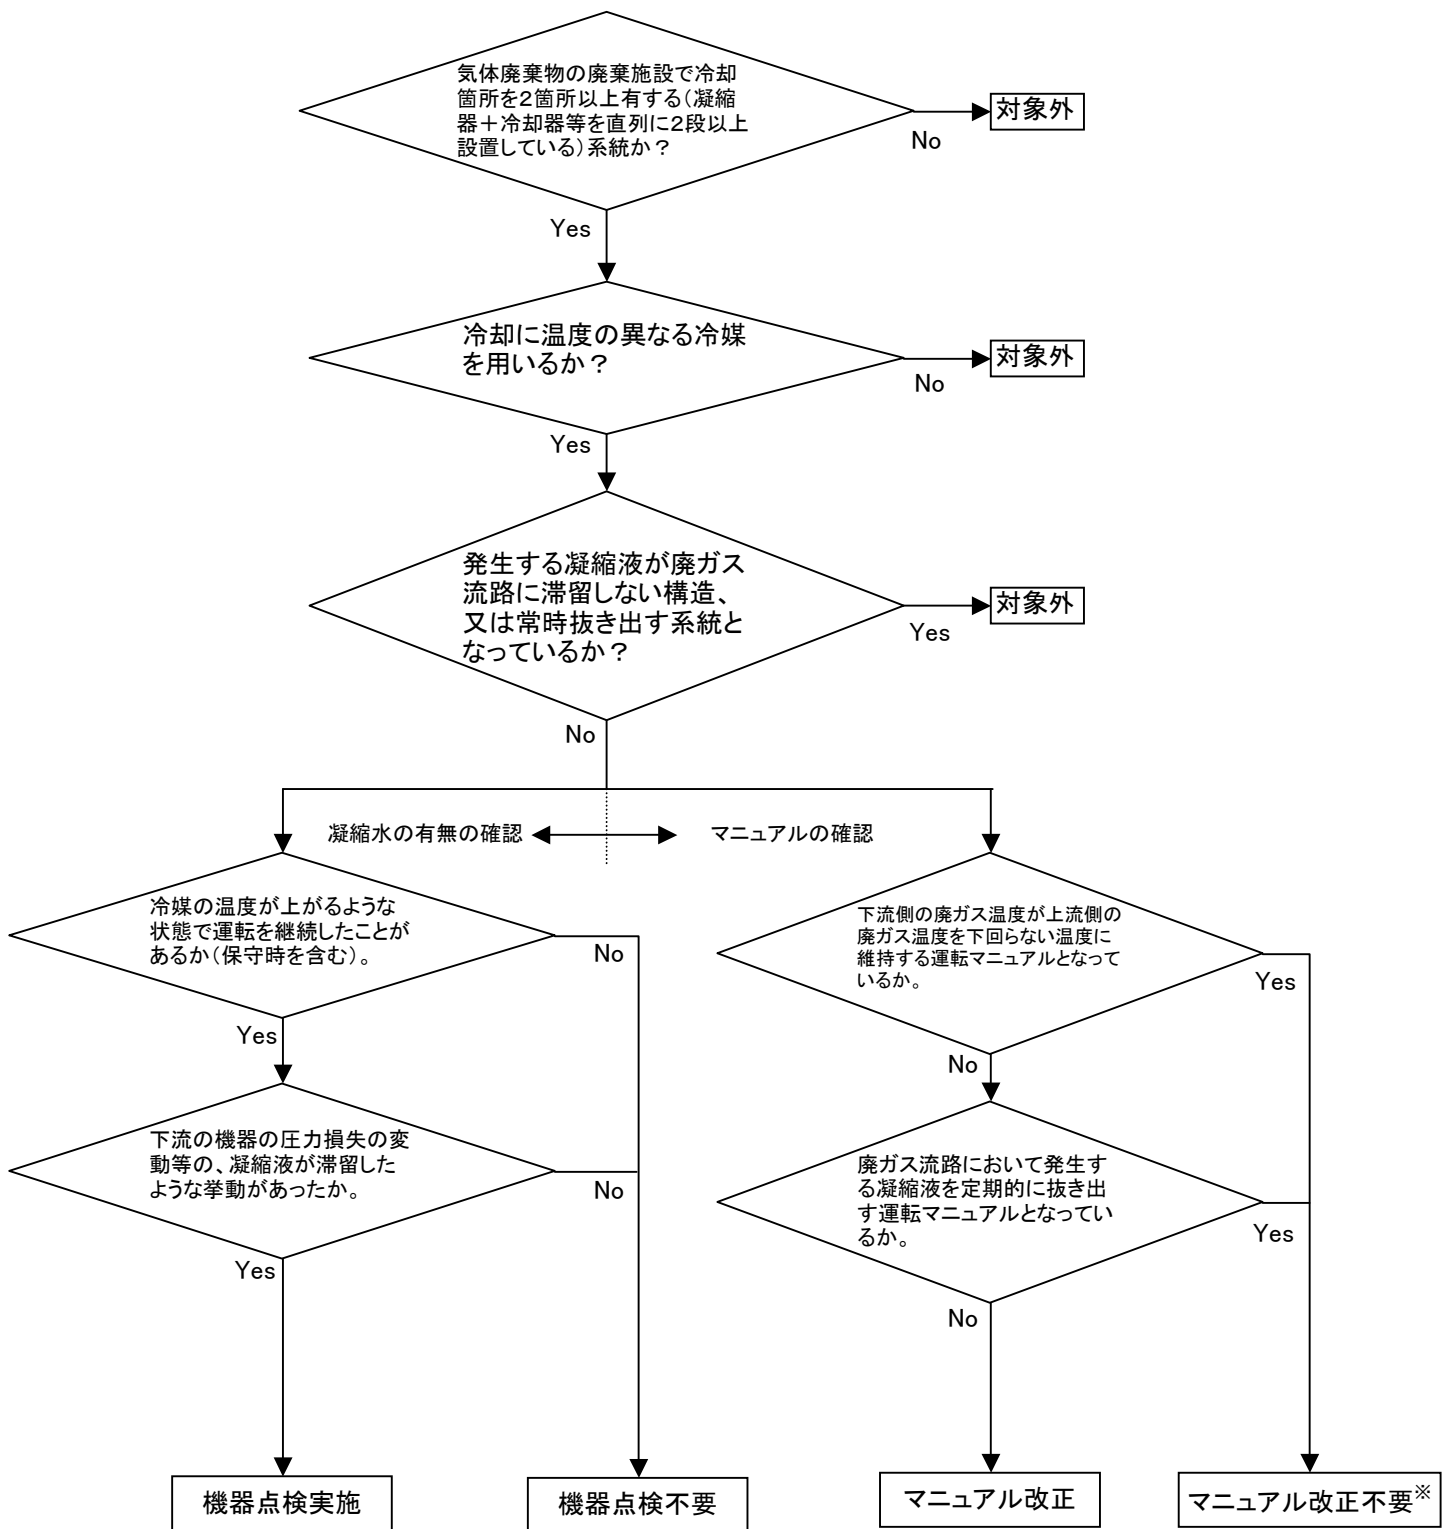 気体廃棄物の廃棄施設で冷却
箇所を2箇所以上有する(凝縮
器+冷却器等を直列に2段以上
設置している)系統か?
対象外
No
Yes
冷却に温度の異なる冷媒
を用いるか?
対象外
No
Yes
発生する凝縮液が廃ガス
流路に滞留しない構造、
又は常時抜き出す系統と
なっているか?
対象外
Yes
No
凝縮水の有無の確認
マニュアルの確認
冷媒の温度が上がるような
状態で運転を継続したことが
あるか(保守時を含む)。
No
Yes
下流側の廃ガス温度が上流側の
廃ガス温度を下回らない温度に
維持する運転マニュアルとなって
いるか。
Yes
No
下流の機器の圧力損失の変
動等の、凝縮液が滞留した
ような挙動があったか。
No
Yes
廃ガス流路において発生す
る凝縮液を定期的に抜き出
す運転マニュアルとなってい
るか。
Yes
No
機器点検実施
機器点検不要
マニュアル改正
マニュアル改正不要※